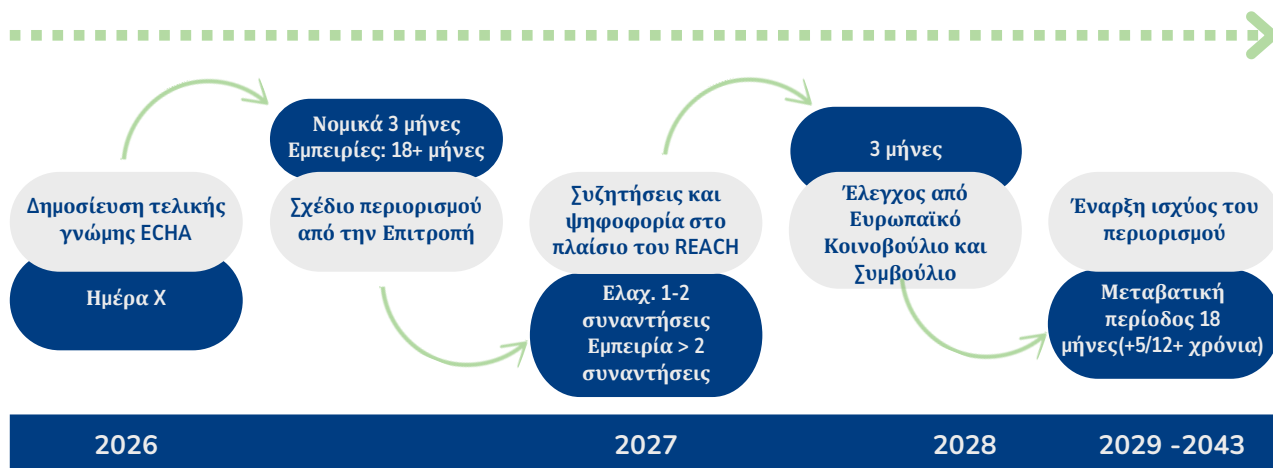 Νομικά 3 μήνες
Εμπειρίες: 18+ μήνες
3 μήνες
Δημοσίευση τελικής
γνώμης ECHA
Σχέδιο περιορισμού
από την Επιτροπή
Συζητήσεις και
ψηφοφορία στο
πλαίσιο του REACH
Έλεγχος από
Ευρωπαϊκό
Κοινοβούλιο και
Συμβούλιο
Έναρξη ισχύος του
περιορισμού
Ημέρα X
Ελαχ. 1-2
συναντήσεις
Εμπειρία > 2
συναντήσεις
Μεταβατική
περίοδος 18
μήνες(+5/12+ χρόνια)
2026
2027
2028
2029 -2043